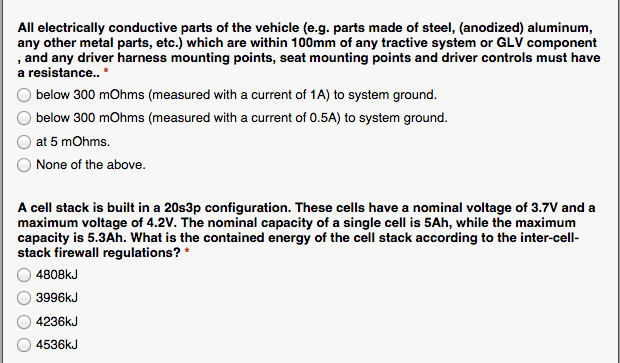 All electrically conductive parts of the vehicle (e.g. parts made of steel, (anodized) aluminum,
any other metal parts, etc.) which are within 100mm of any tractive system or GLV component
, and any driver harness mounting points, seat mounting points and driver controls must have
a resistance.. *
below 300 mOhms (measured with a current of 1A) to system ground.
below 300 mOhms (measured with a current of 0.5A) to system ground.
at 5 mOhms.
None of the above.
A cell stack is built in a 20s3p configuration. These cells have a nominal voltage of 3.7V and a
maximum voltage of 4.2V. The nominal capacity of a single cell is 5Ah, while the maximum
capacity is 5.3Ah. What is the contained energy of the cell stack according to the inter-cell-
stack firewall regulations? *
4808kJ
3996kJ
4236kJ
4536kJ